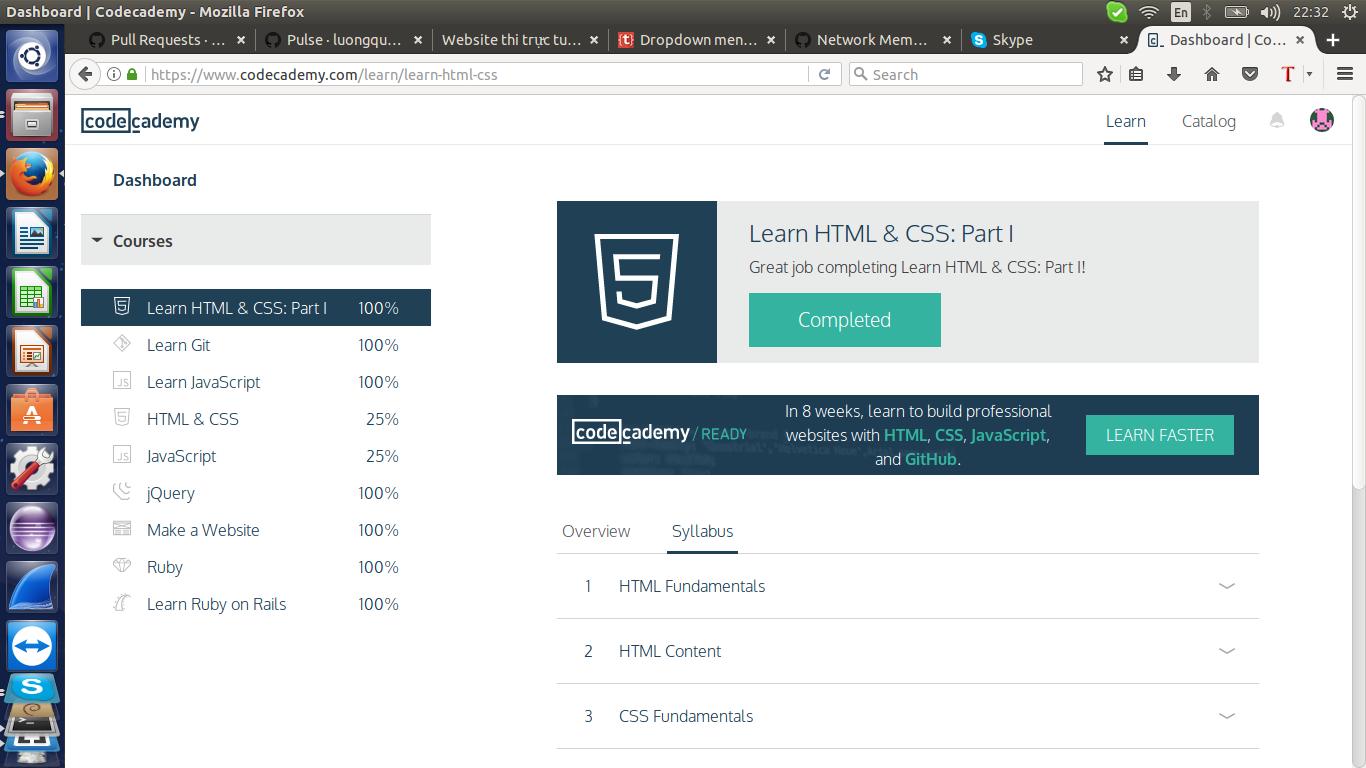 Dashboard | Codecademy - Mozilla Firefox
En
22:32
Pull Requests · ...
Pulse · luongqu...
Website thi trực tu...
Dropdown men...
Network Mem...
Skype
Dashboard | Co...
https://www.codecademy.com/learn/learn-html-css
Search
codecademy
Learn
Catalog
Dashboard
Courses
Learn HTML & CSS: Part I 100%
Learn Git 100%
Learn JavaScript 100%
HTML & CSS 25%
JavaScript 25%
jQuery 100%
Make a Website 100%
Ruby 100%
Learn Ruby on Rails 100%
Learn HTML & CSS: Part I
Great job completing Learn HTML & CSS: Part I!
Completed
codecademy / READY
In 8 weeks, learn to build professional
websites with HTML, CSS, JavaScript,
and GitHub.
LEARN FASTER
Overview
Syllabus
1 HTML Fundamentals
2 HTML Content
3 CSS Fundamentals